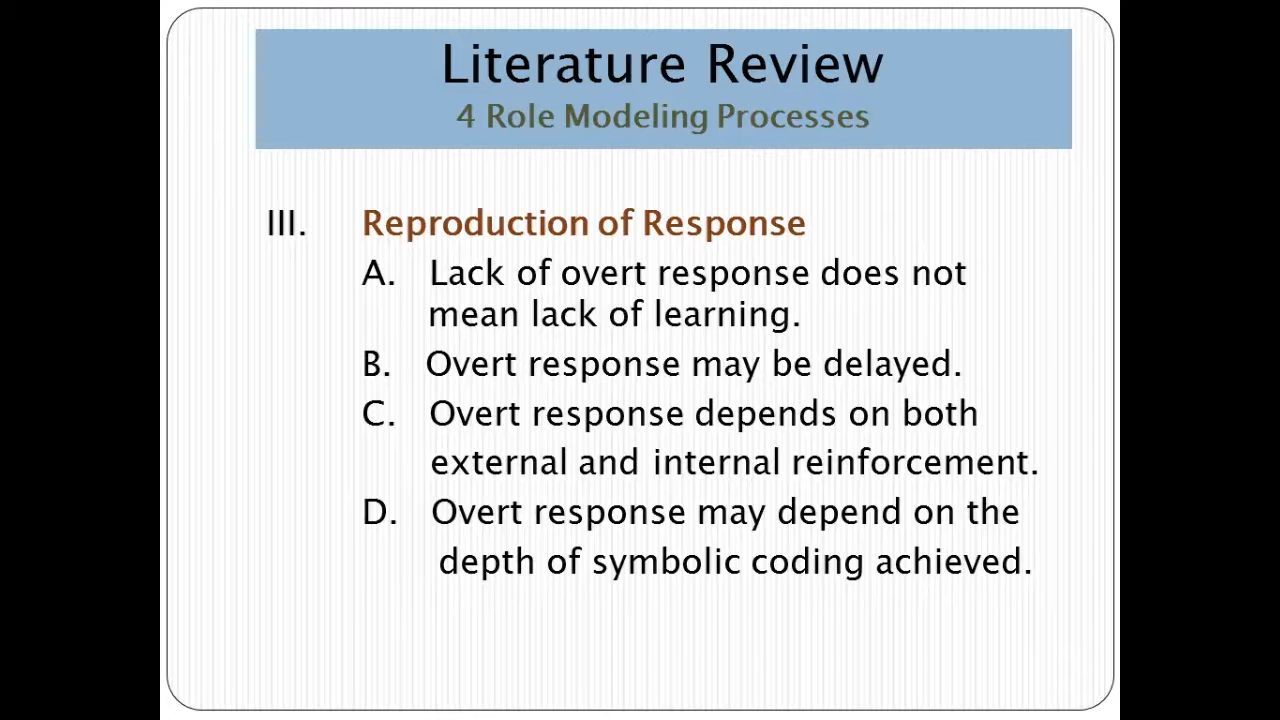 Literature Review
4 Role Modeling Processes
III. Reproduction of Response
A. Lack of overt response does not
mean lack of learning.
B. Overt response may be delayed.
C. Overt response depends on both
external and internal reinforcement.
D. Overt response may depend on the
depth of symbolic coding achieved.